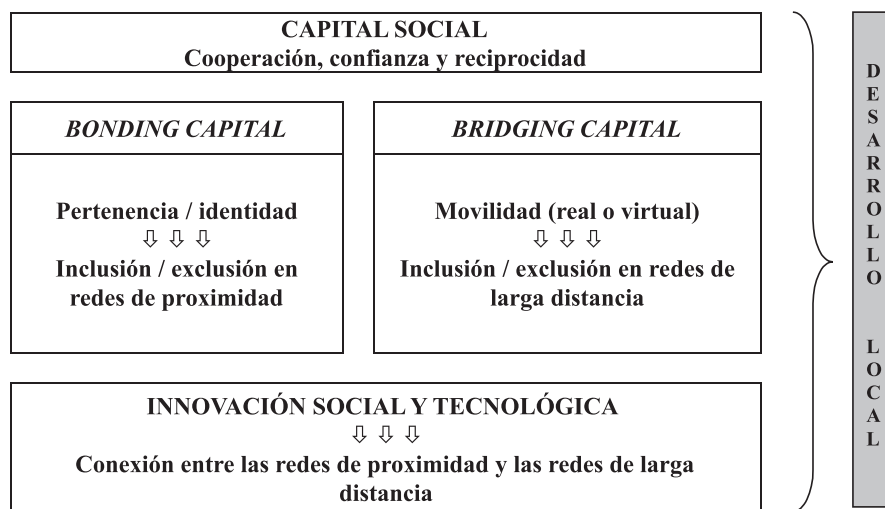 CAPITAL SOCIAL
Cooperación, confianza y reciprocidad
BONDING CAPITAL
Pertenencia / identidad
⇩ ⇩ ⇩
Inclusión / exclusión en
redes de proximidad
BRIDGING CAPITAL
Movilidad (real o virtual)
⇩ ⇩ ⇩
Inclusión / exclusión en redes de
larga distancia
INNOVACIÓN SOCIAL Y TECNOLÓGICA
⇩ ⇩ ⇩
Conexión entre las redes de proximidad y las redes de larga
distancia
DESARROLLO LOCAL